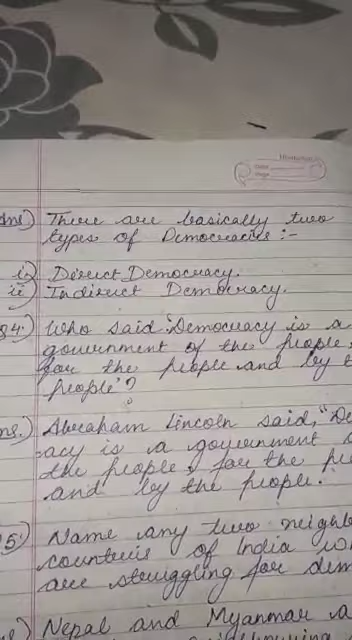 Ans) There are basically two
types of Democracies :-
i) Direct Democracy.
ii) Indirect Democracy.
Q4.) Who said "Democracy is a
government of the people,
for the people and by t
people"?
Ans.) Abraham Lincoln said, "De
acy is a government
the people, for the pe
and by the people.
5.) Name any two neighb
countries of India w
are struggling for dem
Nepal and Myanmar a